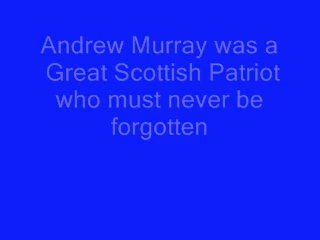 Andrew Murray was a
Great Scottish Patriot
who must never be
forgotten